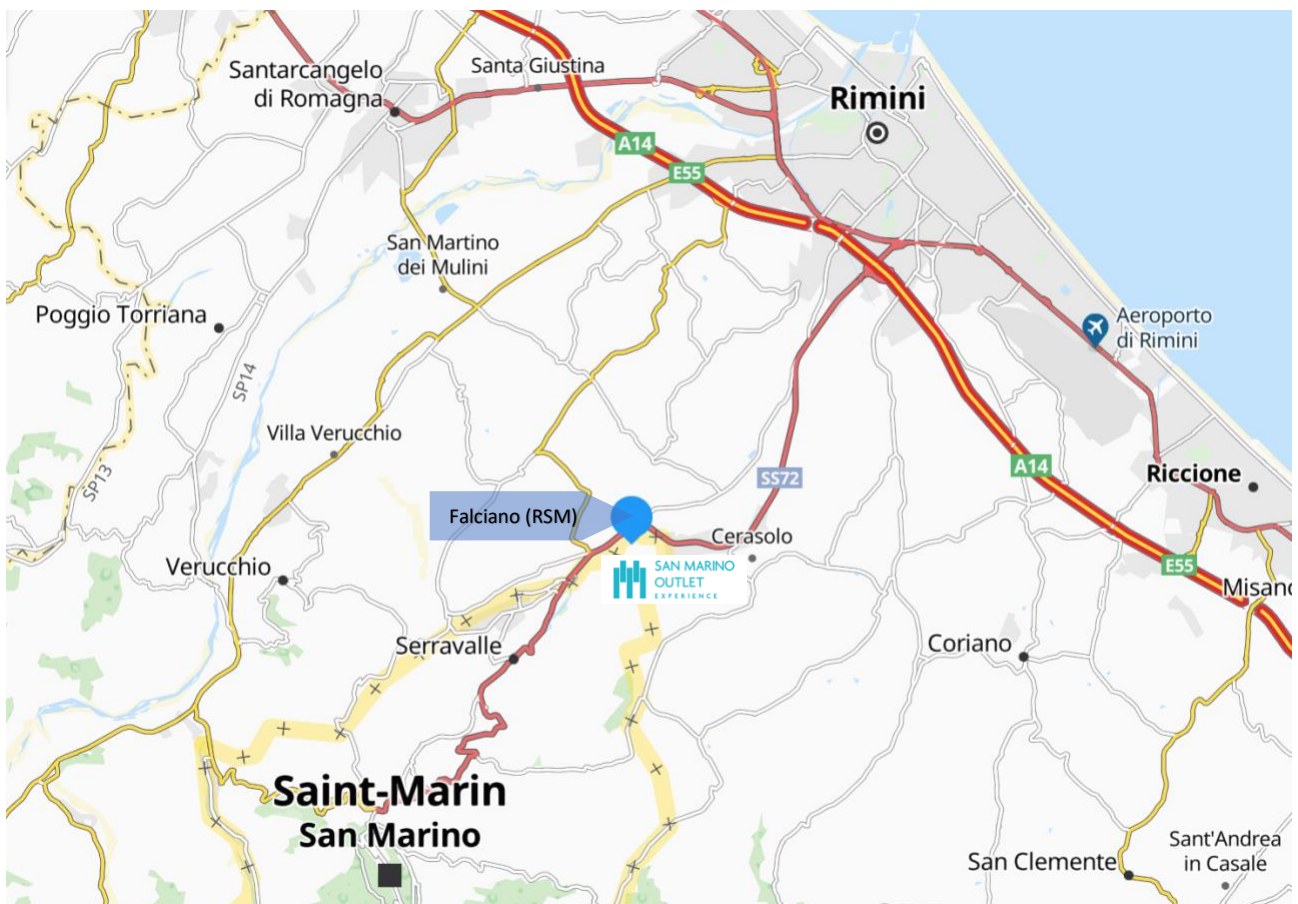 Santarcangelo
di Romagna
Santa Giustina
Rimini
A14
E55
San Martino
dei Mulini
Poggio Torriana
SP14
Aeroporto
di Rimini
Villa Verucchio
SP13
SS72
A14
Riccione
Falciano (RSM)
Cerasolo
SAN MARINO
OUTLET
EXPERIENCE
Verucchio
E55
Misano
Serravalle
Coriano
Saint-Marin
San Marino
San Clemente
Sant'Andrea
in Casale